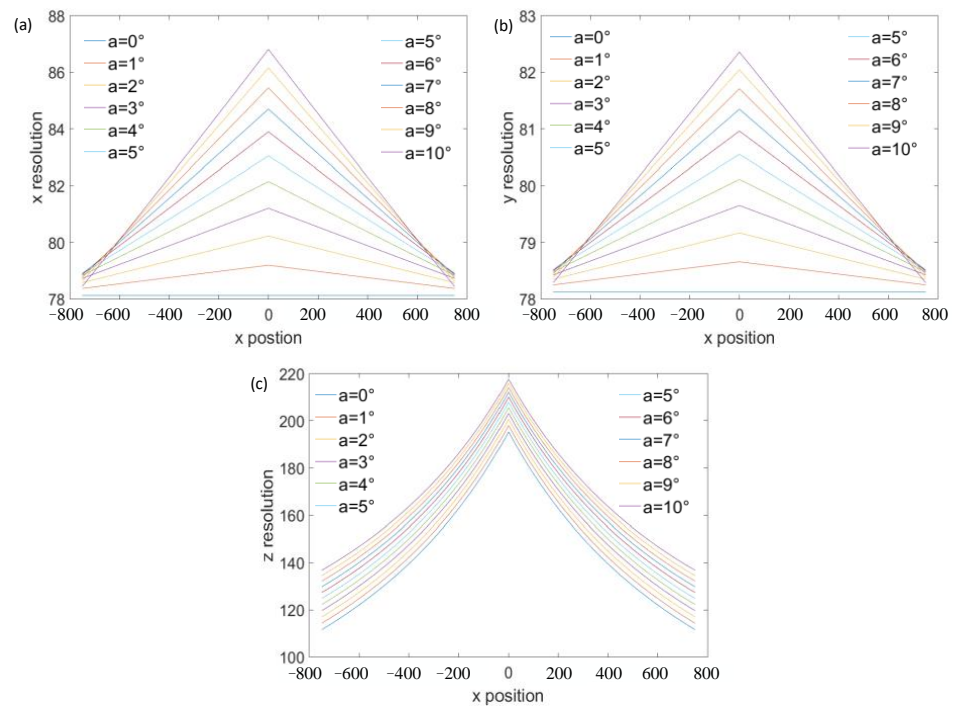 (a)
88
86
84
82
80
78
x resolution
a=0° a=5°
a=1° a=6°
a=2° a=7°
a=3° a=8°
a=4° a=9°
a=5° a=10°
−800 −600 −400 −200 0 200 400 600 800
x postion
(b)
83
82
81
80
79
78
y resolution
a=0° a=5°
a=1° a=6°
a=2° a=7°
a=3° a=8°
a=4° a=9°
a=5° a=10°
−800 −600 −400 −200 0 200 400 600 800
x position
(c)
220
200
180
160
140
120
100
z resolution
a=0° a=5°
a=1° a=6°
a=2° a=7°
a=3° a=8°
a=4° a=9°
a=5° a=10°
−800 −600 −400 −200 0 200 400 600 800
x position